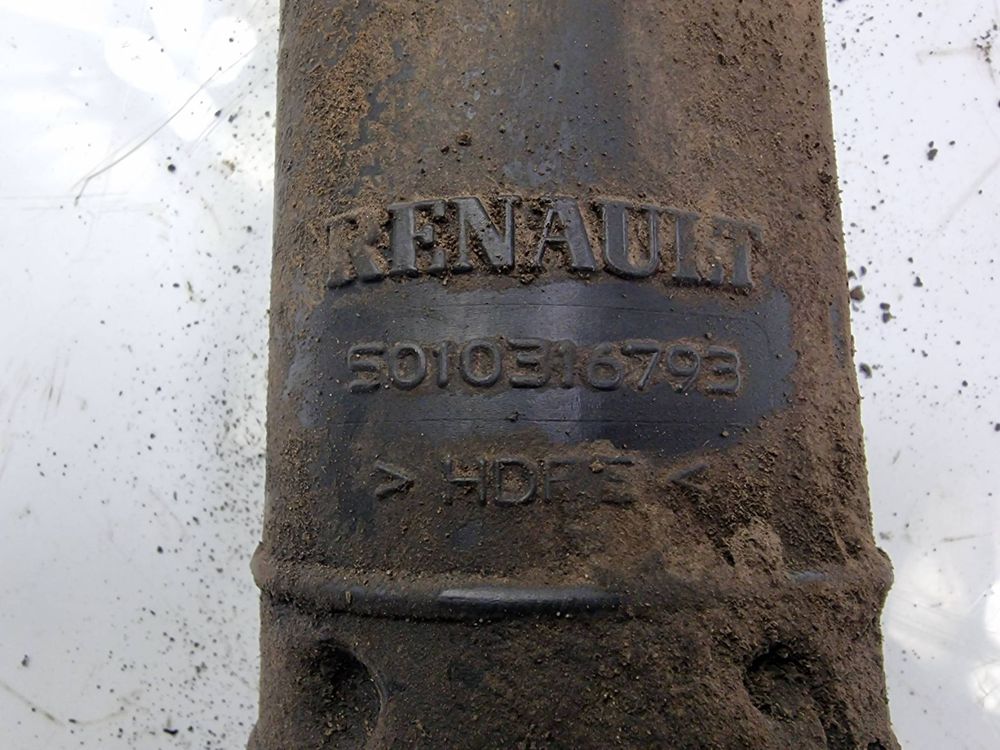 RENAULT
5010316793
> HDPE <